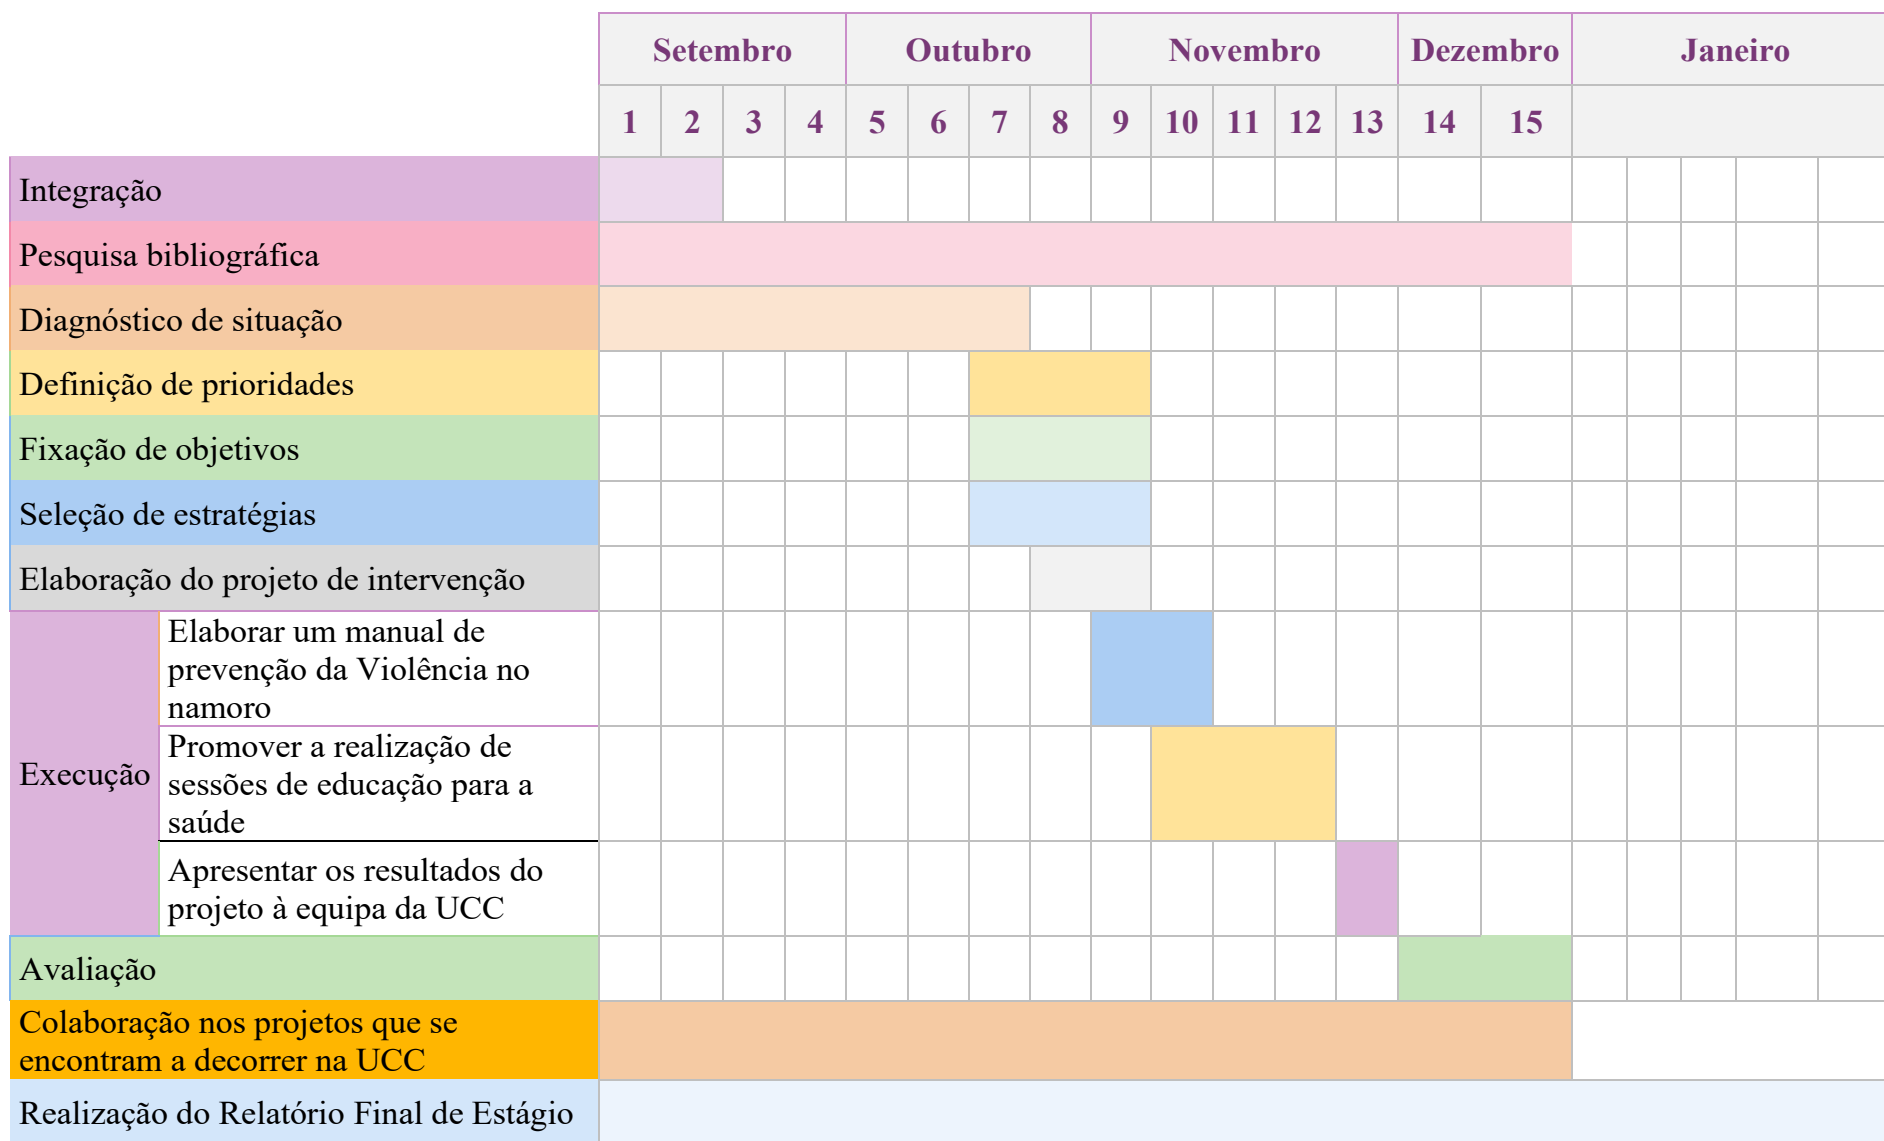 Setembro Outubro Novembro Dezembro Janeiro
1 2 3 4 5 6 7 8 9 10 11 12 13 14 15
Integração
Pesquisa bibliográfica
Diagnóstico de situação
Definição de prioridades
Fixação de objetivos
Seleção de estratégias
Elaboração do projeto de intervenção
Execução
Elaborar um manual de
prevenção da Violência no
namoro
Promover a realização de
sessões de educação para a
saúde
Apresentar os resultados do
projeto à equipa da UCC
Avaliação
Colaboração nos projetos que se
encontram a decorrer na UCC
Realização do Relatório Final de Estágio